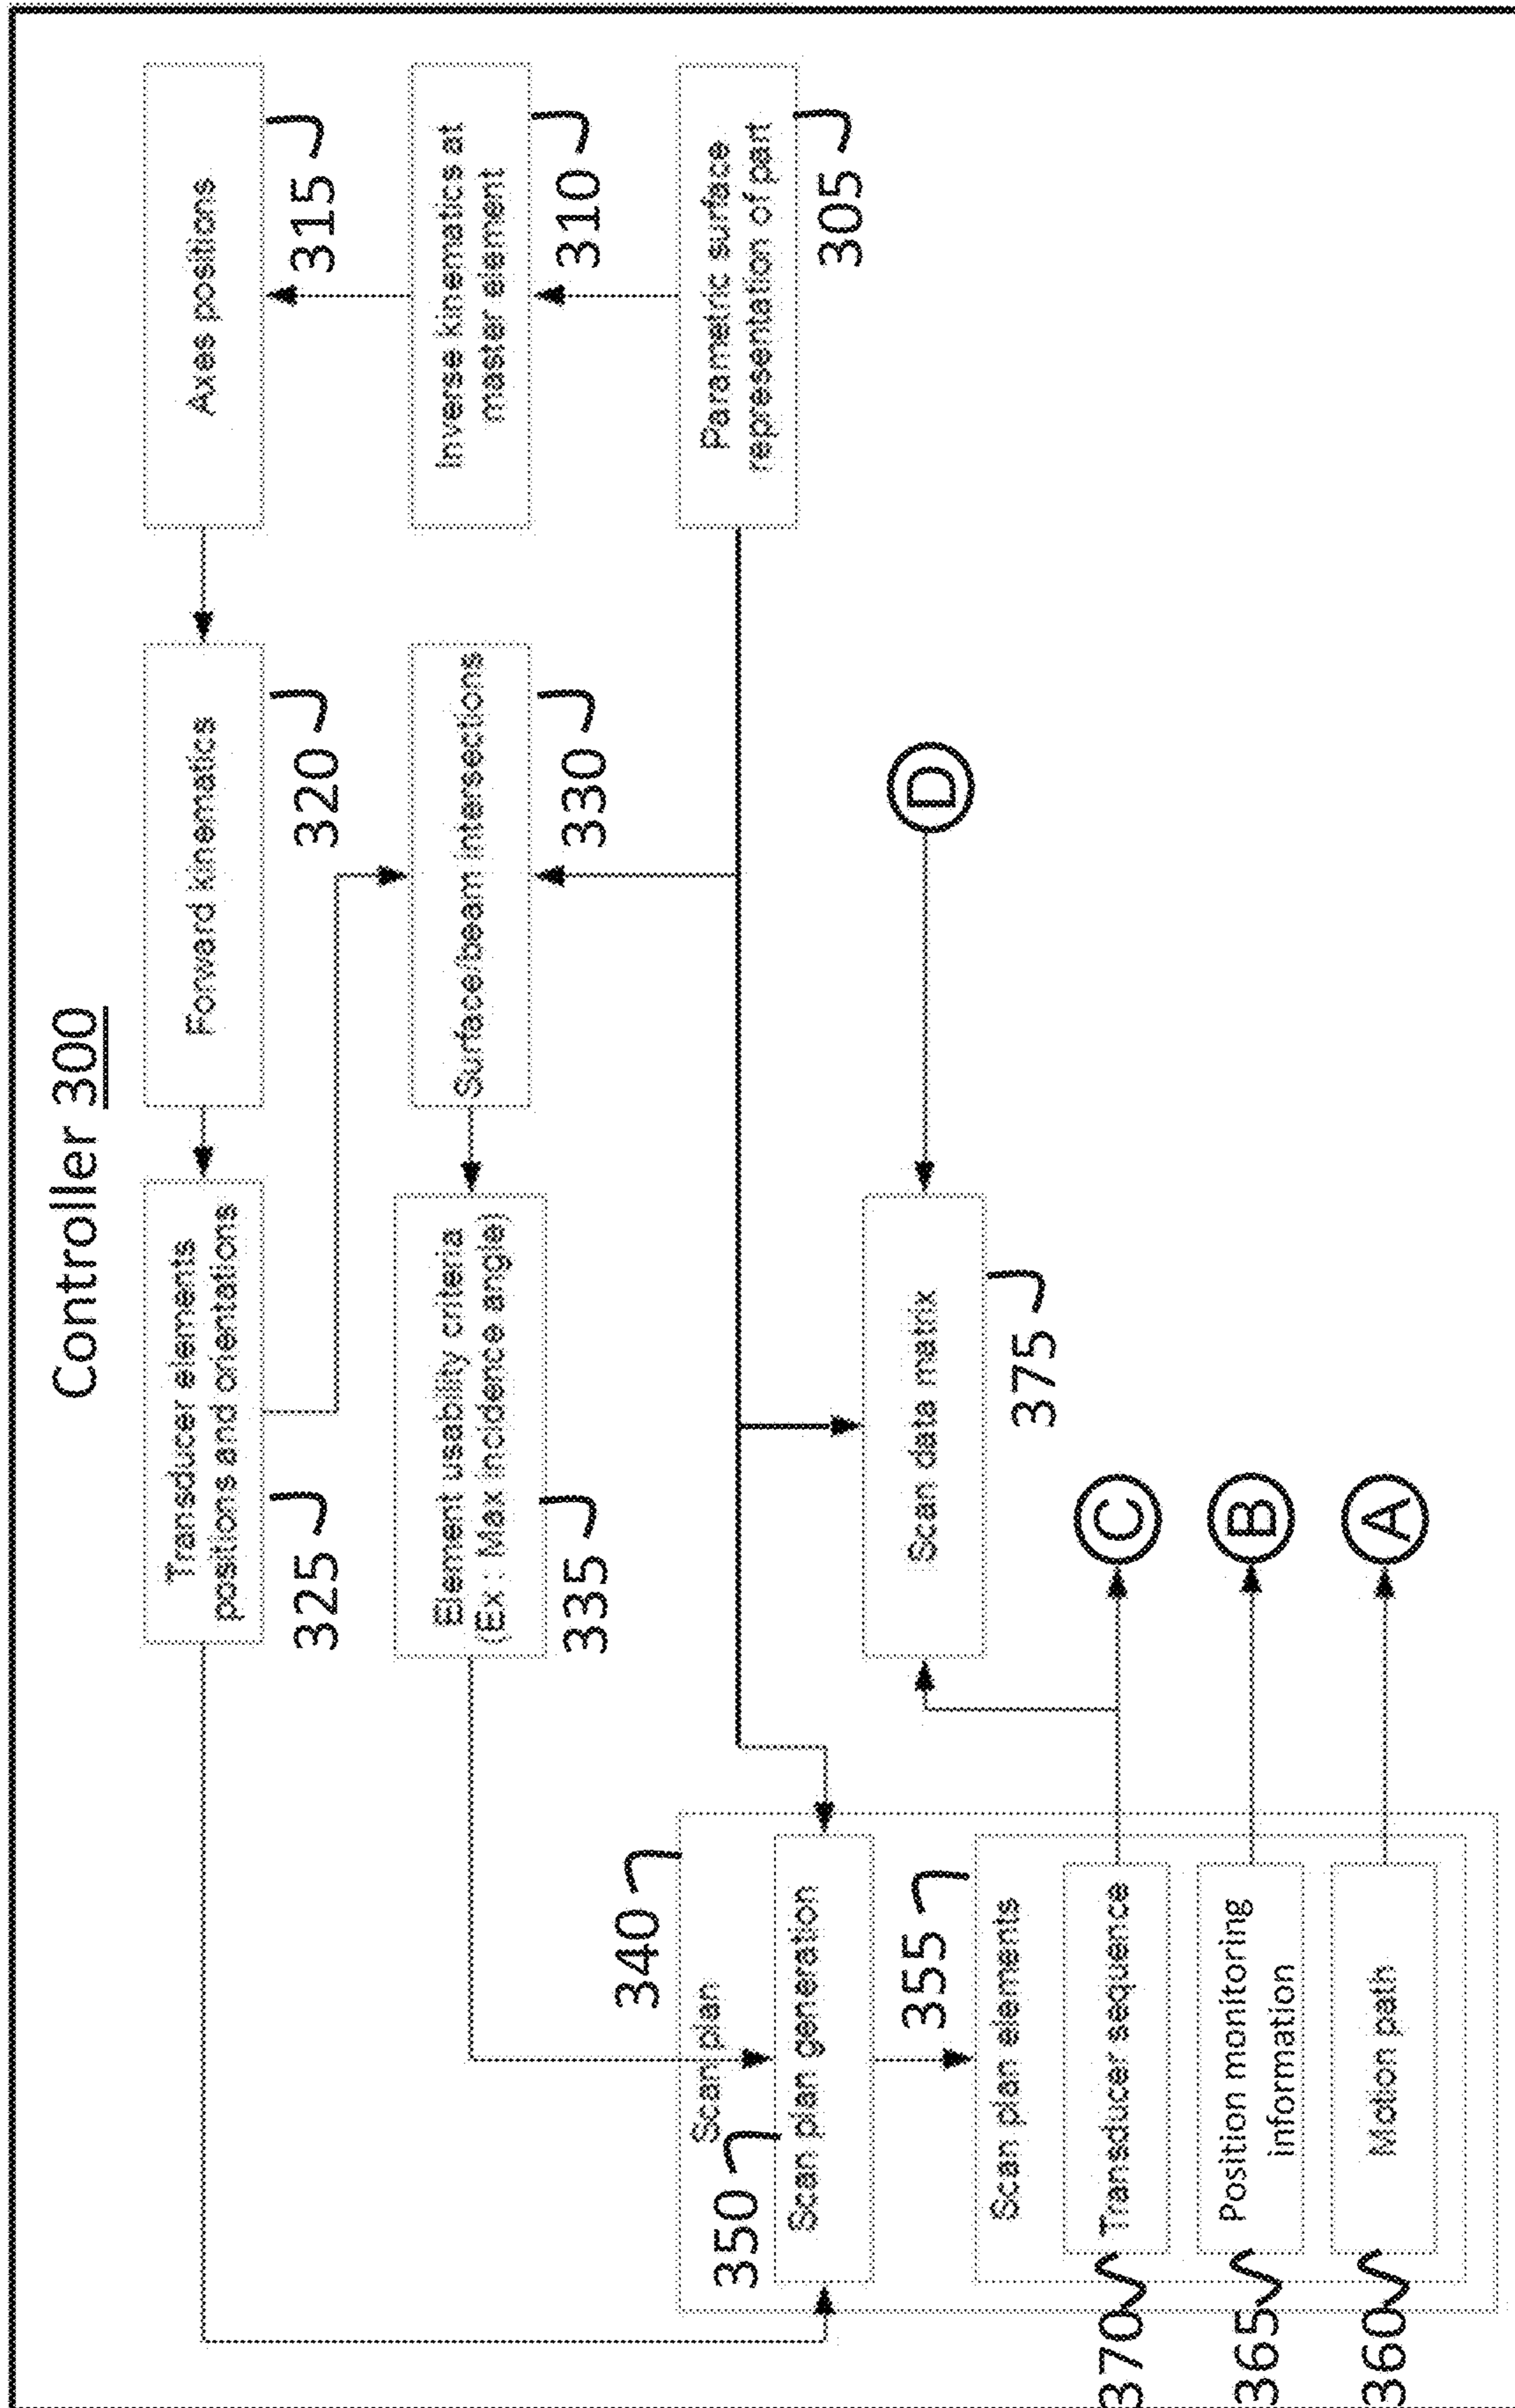 Controller 300
Transducer elements
positions and orientations
325
Forward kinematics
320
Axes positions
315
Element usability criteria
(Ex : Max incidence angle)
335
Surface/beam intersections
330
Inverse kinematics at
master element
310
Parametric surface
representation of part
305
340
Scan plan
350
Scan plan generation
355
Scan plan elements
370
Transducer sequence
C
365
Position monitoring
information
B
360
Motion path
A
Scan data matrix
375
D